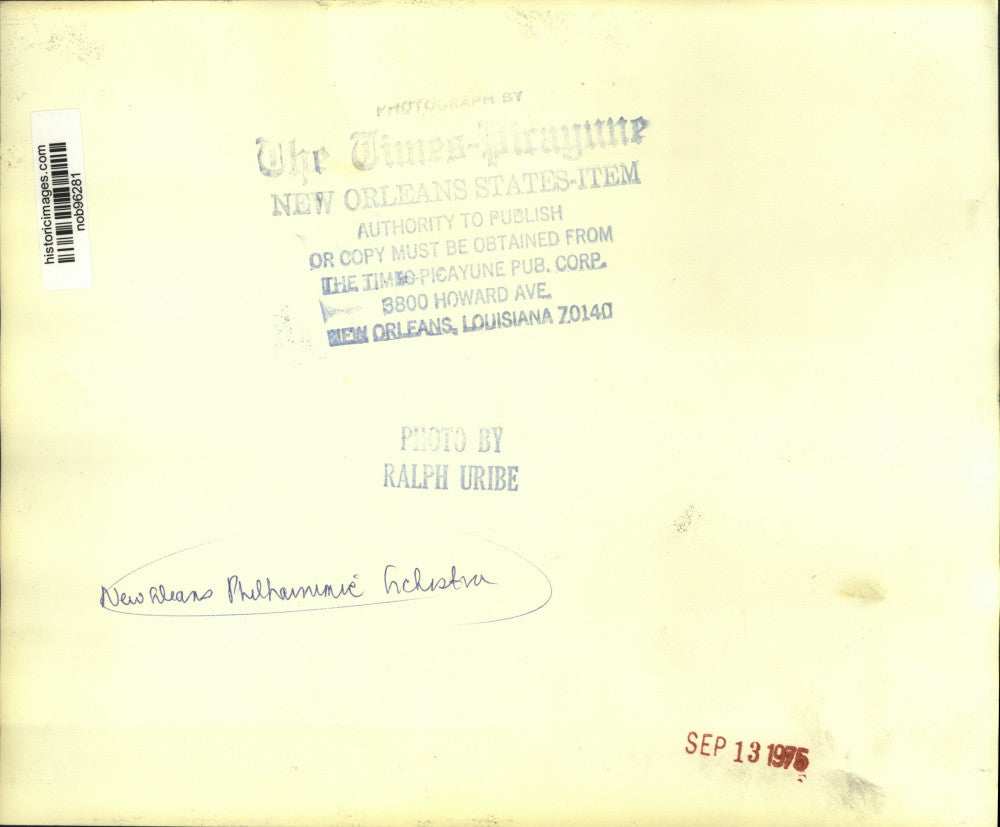 historicimages.com
nob96281
PHOTOGRAPH BY
The Times-Picayune
NEW ORLEANS STATES-ITEM
AUTHORITY TO PUBLISH
OR COPY MUST BE OBTAINED FROM
THE TIMES-PICAYUNE PUB. CORP.
3800 HOWARD AVE.
NEW ORLEANS, LOUISIANA 70140
PHOTO BY
RALPH URIBE
New Orleans Philharmonic Orchestra
SEP 13 1975